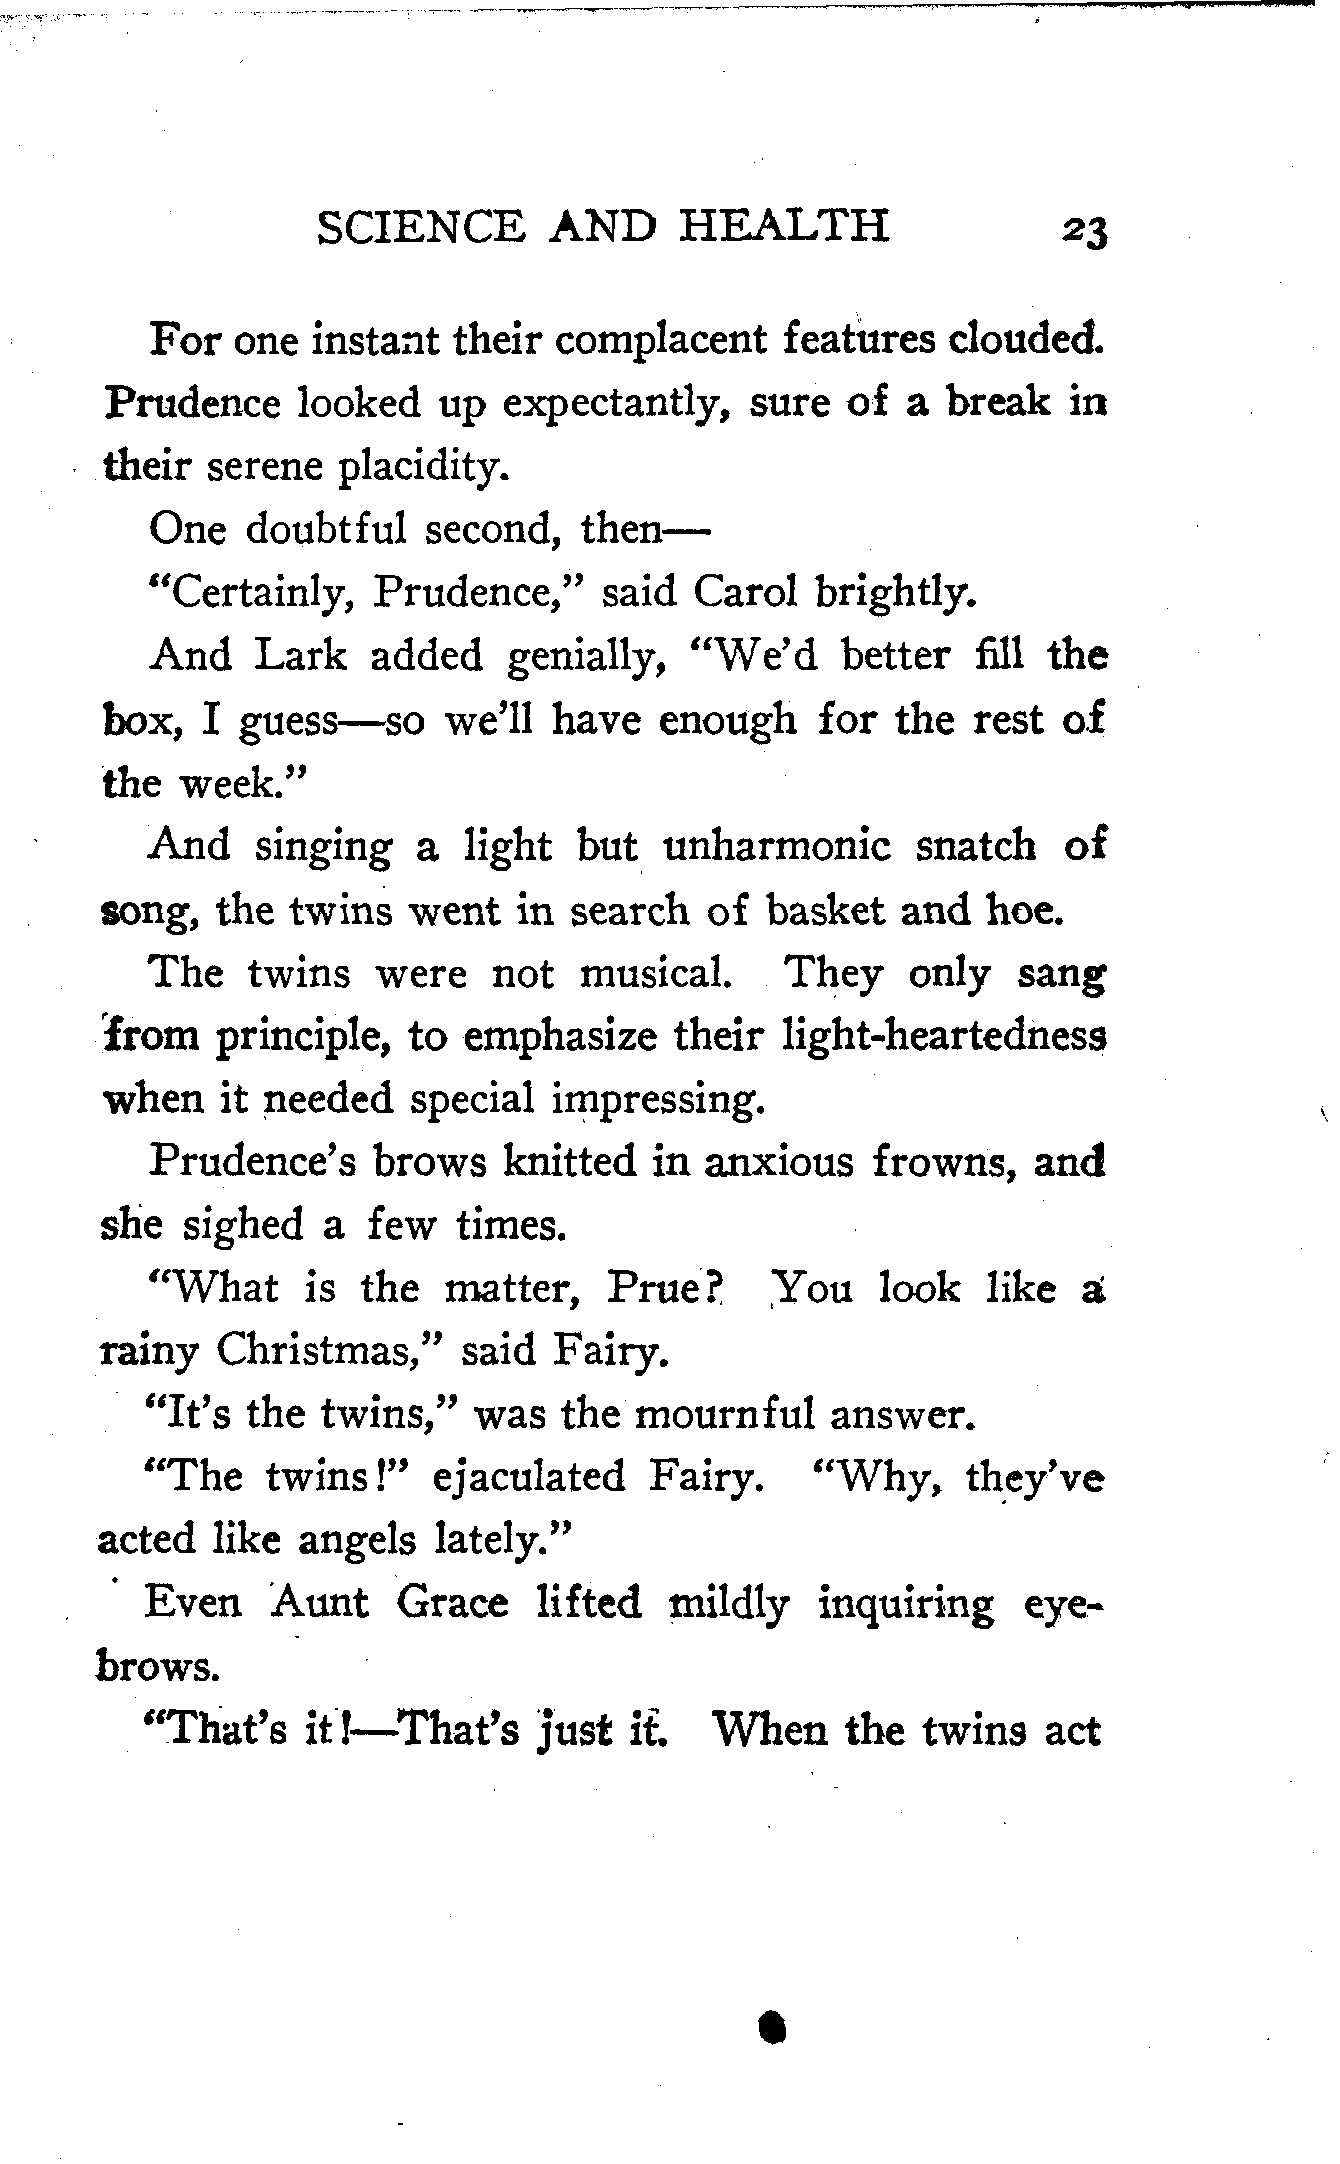 SCIENCE AND HEALTH 23
For one instant their complacent features clouded.
Prudence looked up expectantly, sure of a break in
their serene placidity.
One doubtful second, then—
“Certainly, Prudence,” said Carol brightly.
And Lark added genially, “We’d better fill the
box, I guess—so we’ll have enough for the rest of
the week.”
And singing a light but unharmonic snatch of
song, the twins went in search of basket and hoe.
The twins were not musical. They only sang
from principle, to emphasize their light-heartedness
when it needed special impressing.
Prudence’s brows knitted in anxious frowns, and
she sighed a few times.
“What is the matter, Prue? You look like a
rainy Christmas,” said Fairy.
“It’s the twins,” was the mournful answer.
“The twins!” ejaculated Fairy. “Why, they’ve
acted like angels lately.”
Even Aunt Grace lifted mildly inquiring eye-
brows.
“That’s it!—That’s just it. When the twins act